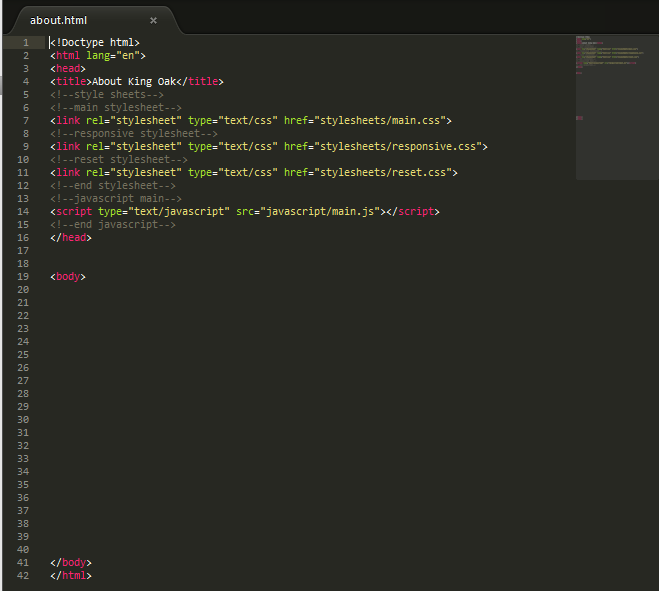 about.html ×
1 <!Doctype html>
2 <html lang="en">
3 <head>
4 <title>About King Oak</title>
5 <!--style sheets-->
6 <!--main stylesheet-->
7 <link rel="stylesheet" type="text/css" href="stylesheets/main.css">
8 <!--responsive stylesheet-->
9 <link rel="stylesheet" type="text/css" href="stylesheets/responsive.css">
10 <!--reset stylesheet-->
11 <link rel="stylesheet" type="text/css" href="stylesheets/reset.css">
12 <!--end stylesheet-->
13 <!--javascript main-->
14 <script type="text/javascript" src="javascript/main.js"></script>
15 <!--end javascript-->
16 </head>
17
18
19 <body>
20
21
22
23
24
25
26
27
28
29
30
31
32
33
34
35
36
37
38
39
40
41 </body>
42 </html>